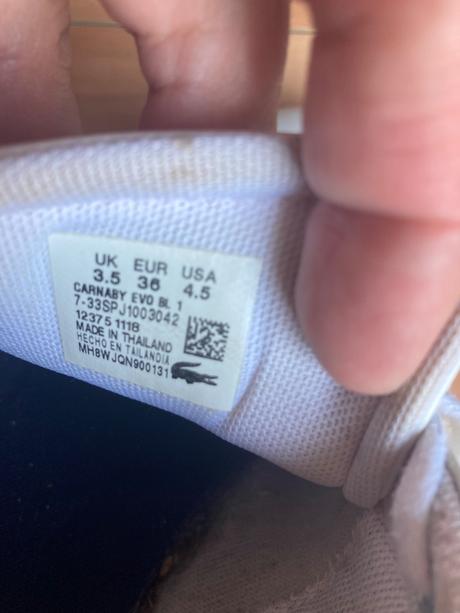 UK EUR USA
3.5 36 4.5
CARNABY EVO BL 1
7-33SPJ1003042
12375 1118
MADE IN THAILAND
HECHO EN TAILANDIA
MH8WJQN900131